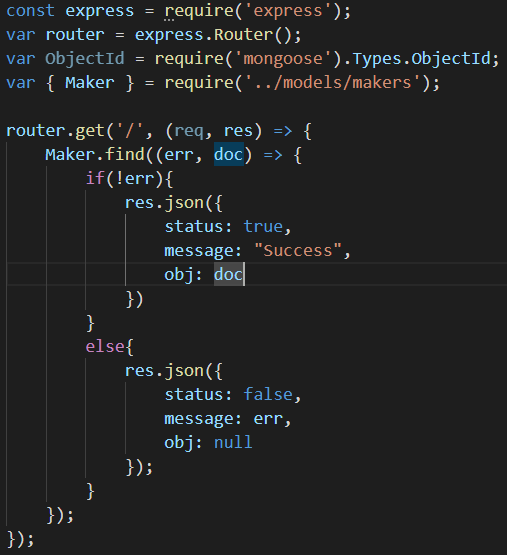 const express = require('express');
var router = express.Router();
var ObjectId = require('mongoose').Types.ObjectId;
var { Maker } = require('../models/makers');
router.get('/', (req, res) => {
Maker.find((err, doc) => {
if(!err){
res.json({
status: true,
message: "Success",
obj: doc
})
}
else{
res.json({
status: false,
message: err,
obj: null
});
}
});
});